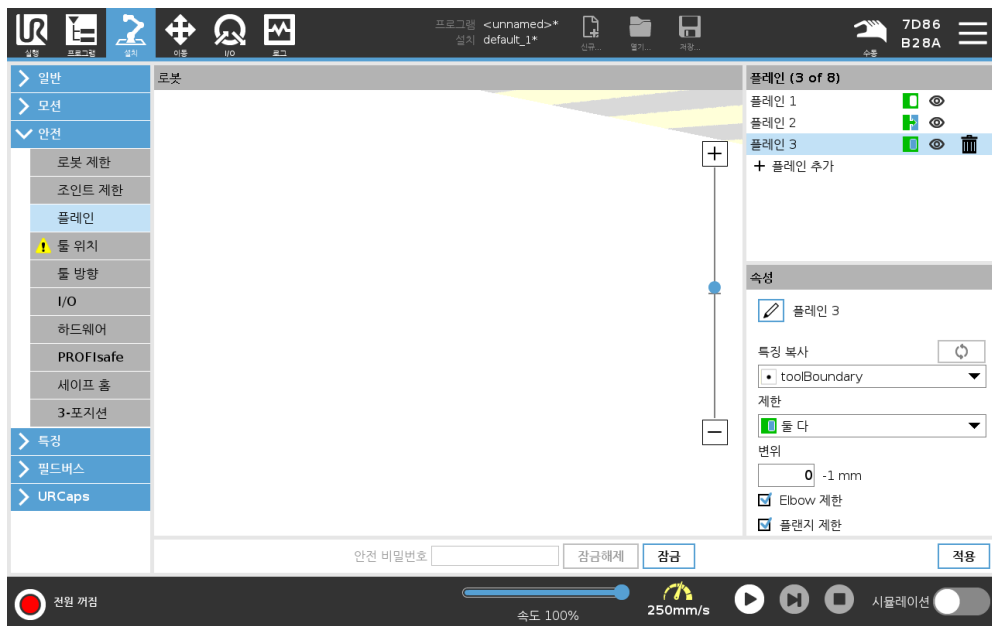 프로그램 <unnamed>*
설치 default_1*
신규... 열기... 저장...
실행 프로그램 설치 이동 I/O 로그
수동
7D86
B28A
일반
모션
안전
로봇 제한
조인트 제한
플레인
툴 위치
툴 방향
I/O
하드웨어
PROFIsafe
세이프 홈
3-포지션
특징
필드버스
URCaps
로봇
플레인 (3 of 8)
플레인 1
플레인 2
플레인 3
+ 플레인 추가
속성
플레인 3
특징 복사
toolBoundary
제한
둘 다
변위
0 -1 mm
Elbow 제한
플랜지 제한
안전 비밀번호 잠금해제 잠금 적용
전원 꺼짐
속도 100%
250mm/s
시뮬레이션